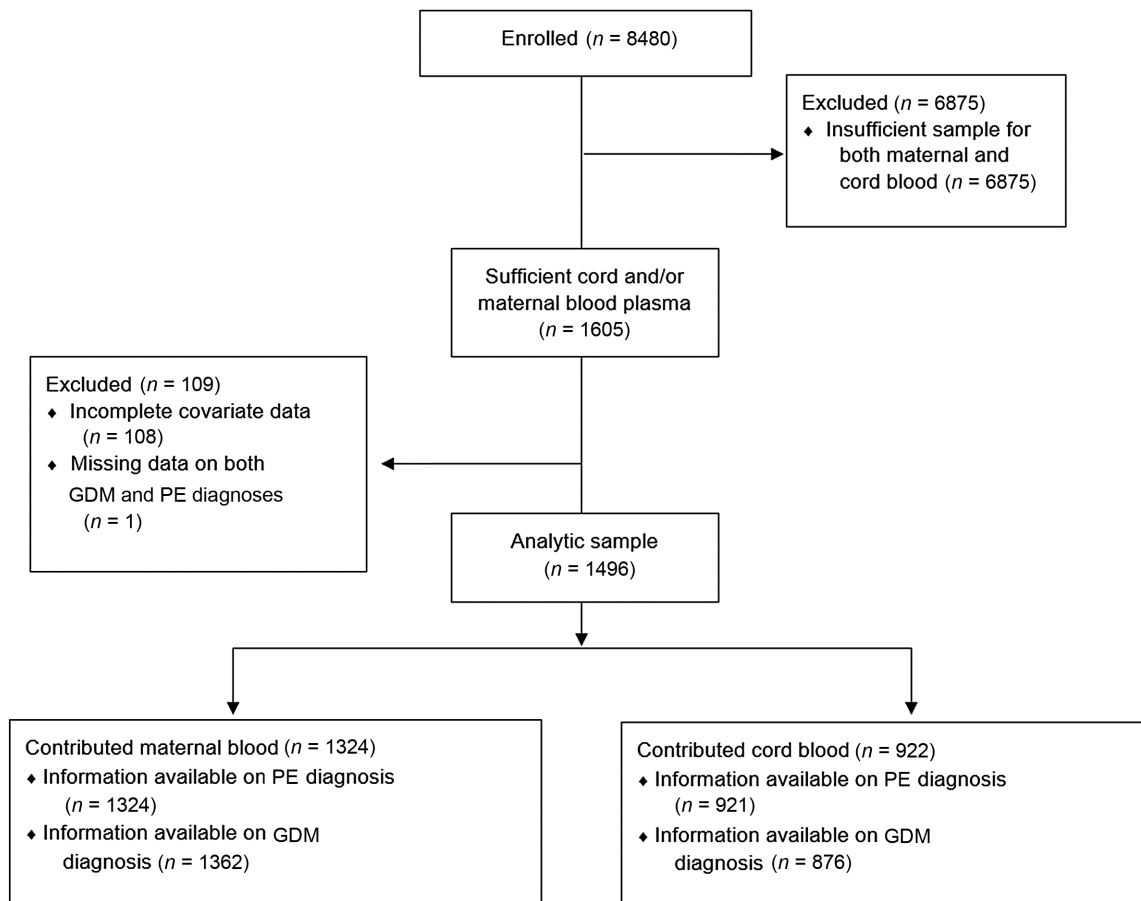 Enrolled (n = 8480)
Excluded (n = 6875)
♦ Insufficient sample for
both maternal and
cord blood (n = 6875)
Sufficient cord and/or
maternal blood plasma
(n = 1605)
Excluded (n = 109)
♦ Incomplete covariate data
(n = 108)
♦ Missing data on both
GDM and PE diagnoses
(n = 1)
Analytic sample
(n = 1496)
Contributed maternal blood (n = 1324)
♦ Information available on PE diagnosis
(n = 1324)
♦ Information available on GDM
diagnosis (n = 1362)
Contributed cord blood (n = 922)
♦ Information available on PE diagnosis
(n = 921)
♦ Information available on GDM
diagnosis (n = 876)